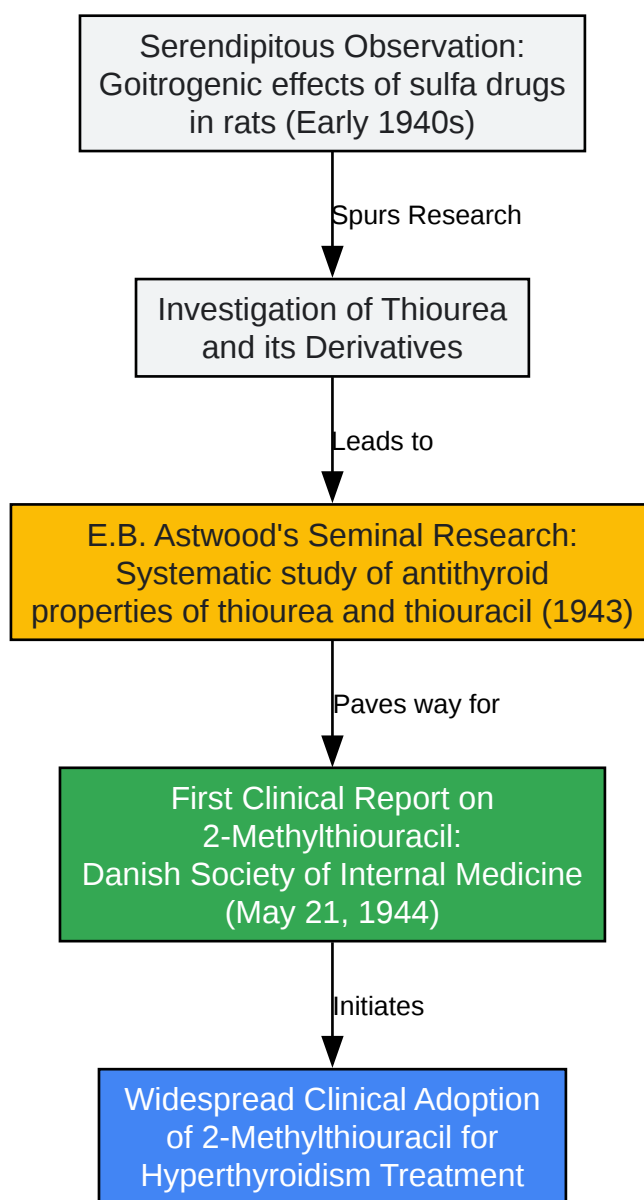 Serendipitous Observation:
Goitrogenic effects of sulfa drugs
in rats (Early 1940s)
Spurs Research
Investigation of Thiourea
and its Derivatives
Leads to
E.B. Astwood's Seminal Research:
Systematic study of antithyroid
properties of thiourea and thiouracil (1943)
Paves way for
First Clinical Report on
2-Methylthiouracil:
Danish Society of Internal Medicine
(May 21, 1944)
Initiates
Widespread Clinical Adoption
of 2-Methylthiouracil for
Hyperthyroidism Treatment